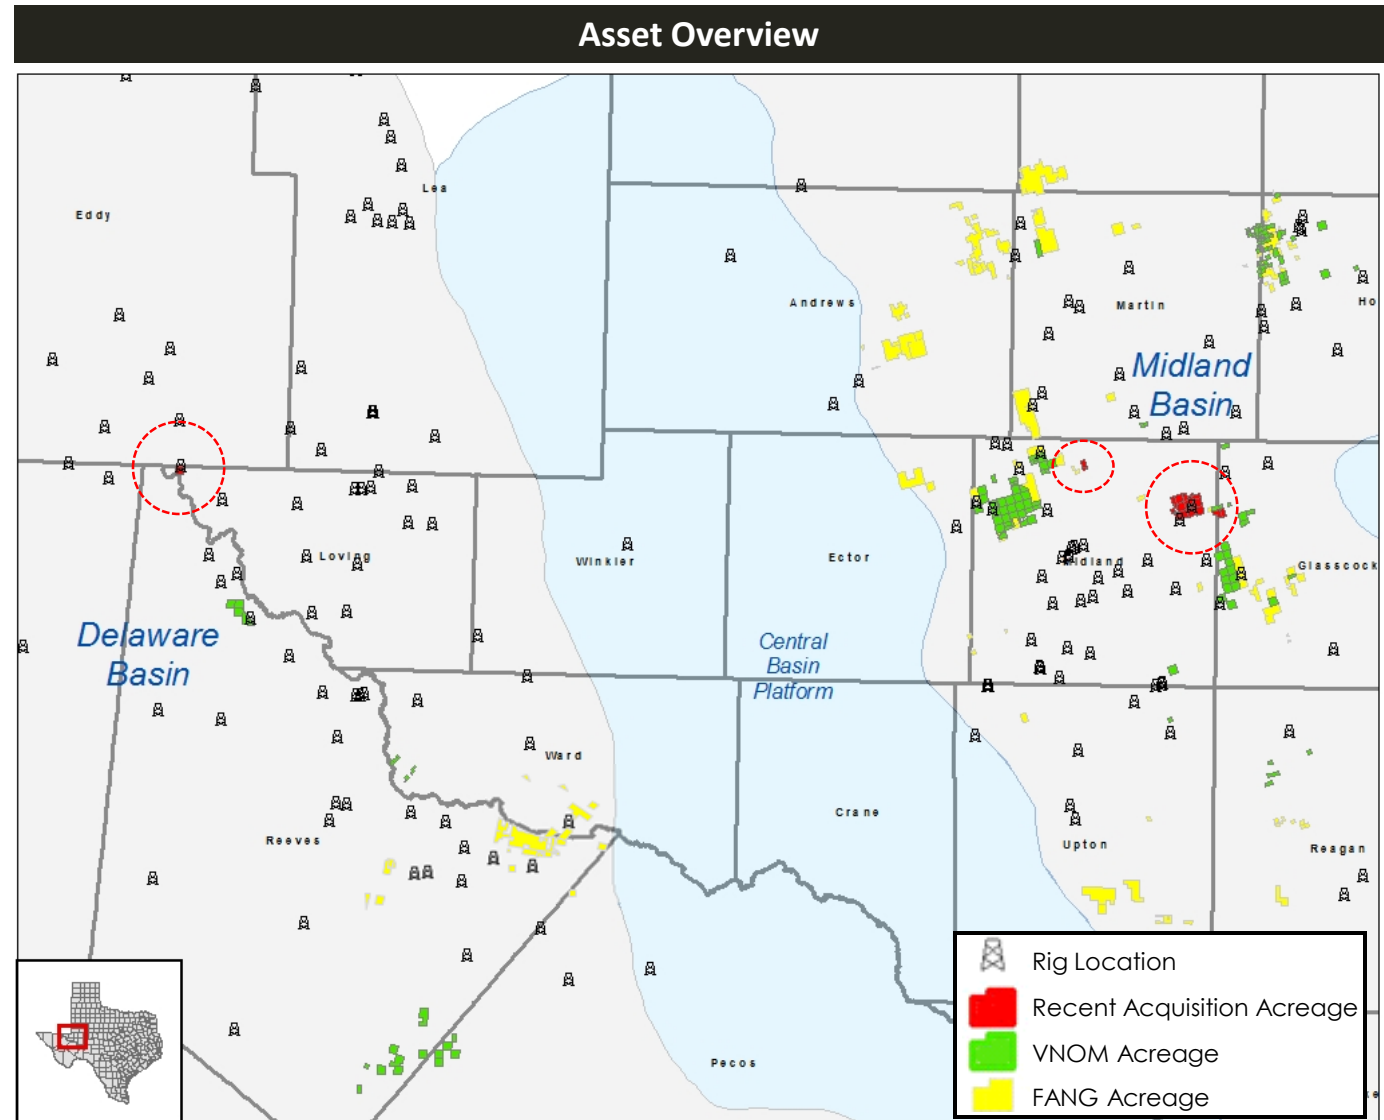 Asset Overview
Lea
Eddy
Andrews
Martin
Ho
Midland
Basin
Loving
Winkler
Ector
Midland
Glasscock
Delaware
Basin
Central
Basin
Platform
Ward
Reeves
Crane
Upton
Reagan
Pecos
Rig Location
Recent Acquisition Acreage
VNOM Acreage
FANG Acreage